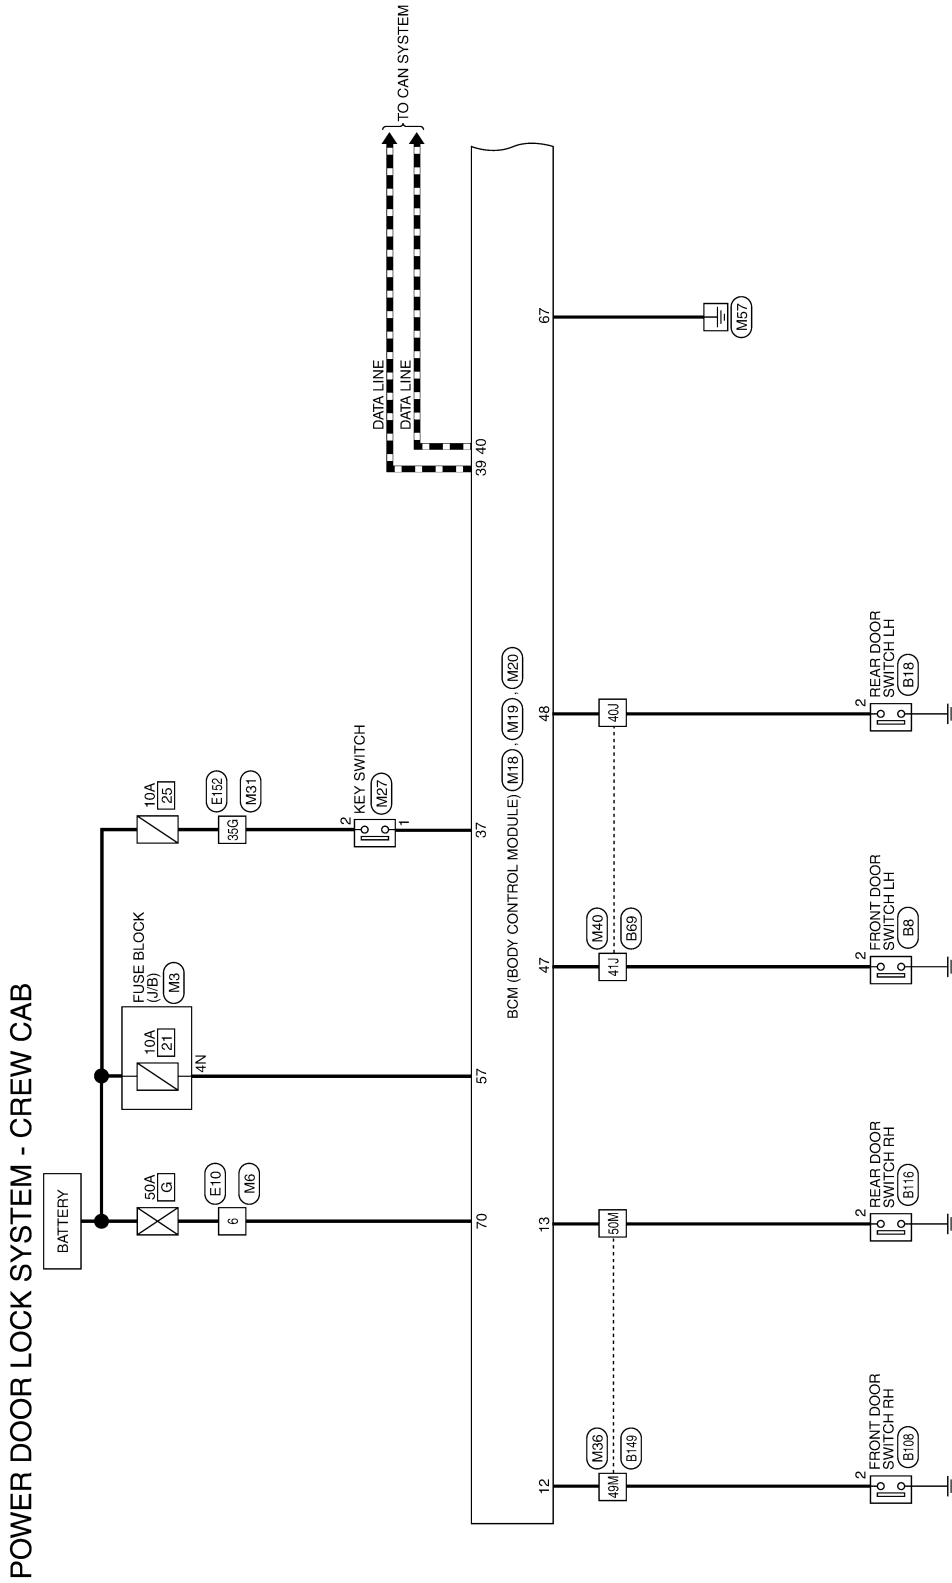 POWER DOOR LOCK SYSTEM - CREW CAB
BATTERY
50A
G
E10
6
M6
70
FUSE BLOCK
(J/B)
M3
10A
21
4N
57
10A
25
E152
35G
M31
KEY SWITCH
M27
2
1
37
DATA LINE
DATA LINE
TO CAN SYSTEM
39
40
BCM (BODY CONTROL MODULE) M18 , M19 , M20
12
M36
49M
B149
2
FRONT DOOR
SWITCH RH
B108
13
50M
2
REAR DOOR
SWITCH RH
B116
47
M40
41J
B69
2
FRONT DOOR
SWITCH LH
B8
48
40J
2
REAR DOOR
SWITCH LH
B18
67
M57